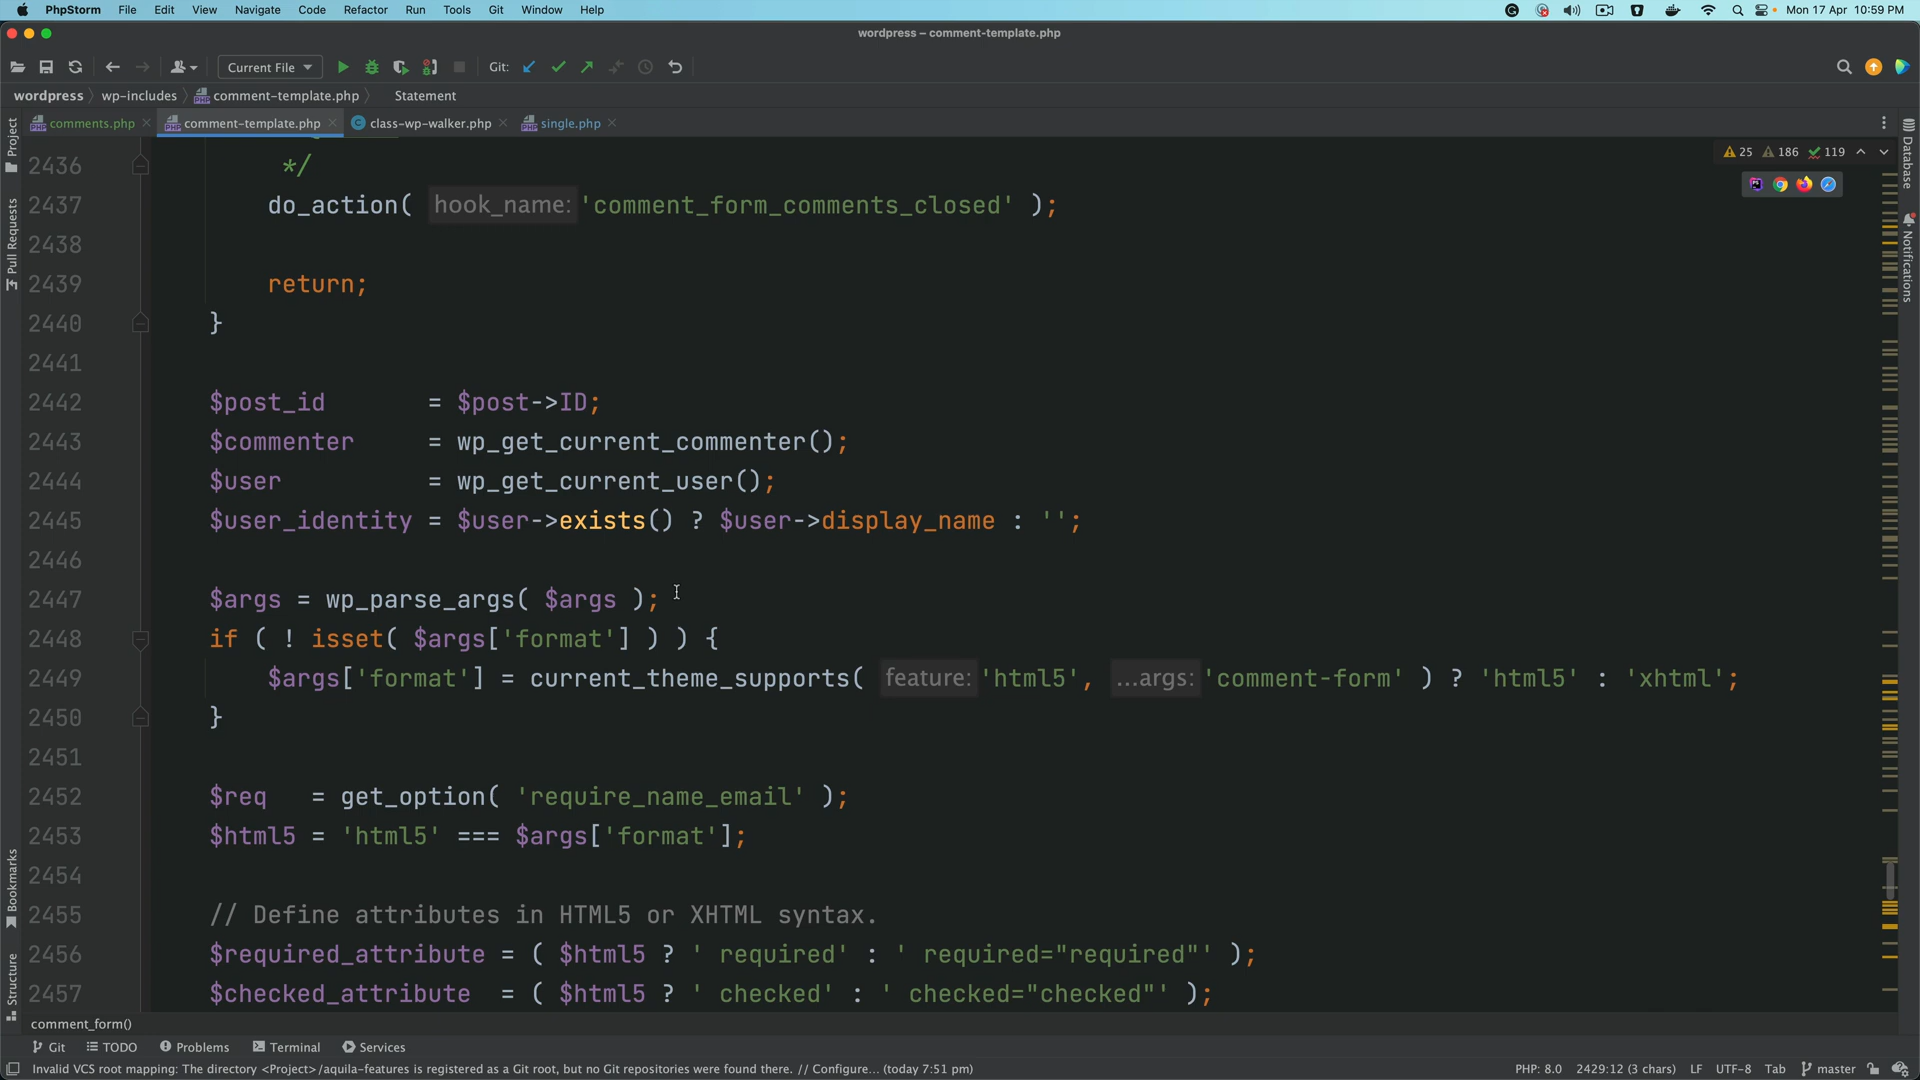 PhpStorm File Edit View Navigate Code Refactor Run Tools Git Window Help Mon 17 Apr 10:59 PM
wordpress – comment-template.php
Current File Git:
wordpress wp-includes comment-template.php Statement
comments.php comment-template.php class-wp-walker.php single.php
Project
Pull Requests
Bookmarks
Structure
Database
Notifications
25 186 119
2436 */
2437 do_action( hook_name: 'comment_form_comments_closed' );
2438
2439 return;
2440 }
2441
2442 $post_id = $post->ID;
2443 $commenter = wp_get_current_commenter();
2444 $user = wp_get_current_user();
2445 $user_identity = $user->exists() ? $user->display_name : '';
2446
2447 $args = wp_parse_args( $args );
2448 if ( ! isset( $args['format'] ) ) {
2449 $args['format'] = current_theme_supports( feature: 'html5', ...args: 'comment-form' ) ? 'html5' : 'xhtml';
2450 }
2451
2452 $req = get_option( 'require_name_email' );
2453 $html5 = 'html5' === $args['format'];
2454
2455 // Define attributes in HTML5 or XHTML syntax.
2456 $required_attribute = ( $html5 ? ' required' : ' required="required"' );
2457 $checked_attribute = ( $html5 ? ' checked' : ' checked="checked"' );
comment_form()
Git TODO Problems Terminal Services
Invalid VCS root mapping: The directory <Project>/aquila-features is registered as a Git root, but no Git repositories were found there. // Configure... (today 7:51 pm) PHP: 8.0 2429:12 (3 chars) LF UTF-8 Tab master